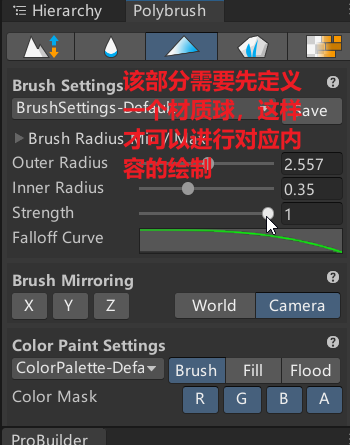 Hierarchy
Polybrush
Brush Settings
该部分需要先定义
一个材质球，这样
才可以进行对应内
容的绘制
BrushSettings-Defau
Save
Brush Radius Min / Max
Outer Radius
2.557
Inner Radius
0.35
Strength
1
Falloff Curve
Brush Mirroring
X
Y
Z
World
Camera
Color Paint Settings
ColorPalette-Defa
Brush
Fill
Flood
Color Mask
R
G
B
A
ProBuilder